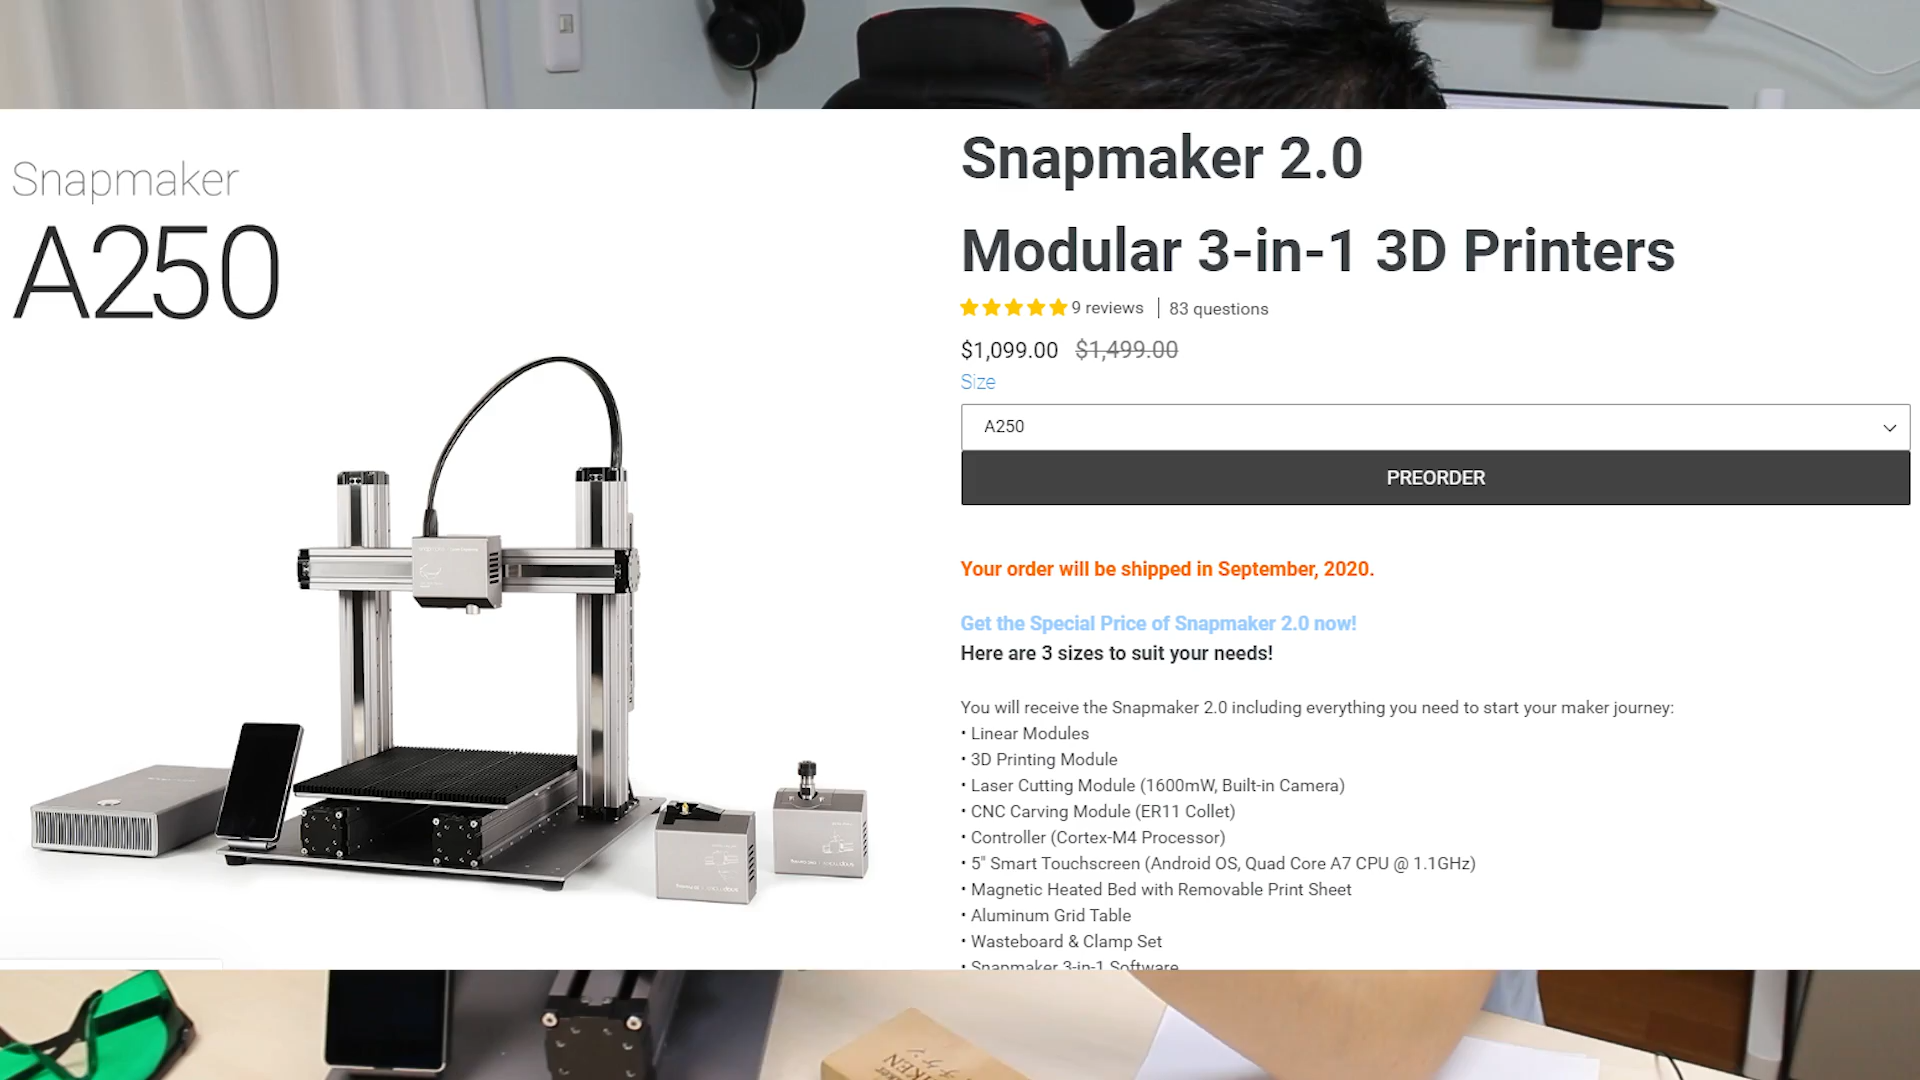 Snapmaker
A250
Snapmaker 2.0
Modular 3-in-1 3D Printers
9 reviews
83 questions
$1,099.00 $1,499.00
Size
A250
PREORDER
Your order will be shipped in September, 2020.
Get the Special Price of Snapmaker 2.0 now!
Here are 3 sizes to suit your needs!
You will receive the Snapmaker 2.0 including everything you need to start your maker journey:
• Linear Modules
• 3D Printing Module
• Laser Cutting Module (1600mW, Built-in Camera)
• CNC Carving Module (ER11 Collet)
• Controller (Cortex-M4 Processor)
• 5" Smart Touchscreen (Android OS, Quad Core A7 CPU @ 1.1GHz)
• Magnetic Heated Bed with Removable Print Sheet
• Aluminum Grid Table
• Wasteboard & Clamp Set
• Snapmaker 3-in-1 Software